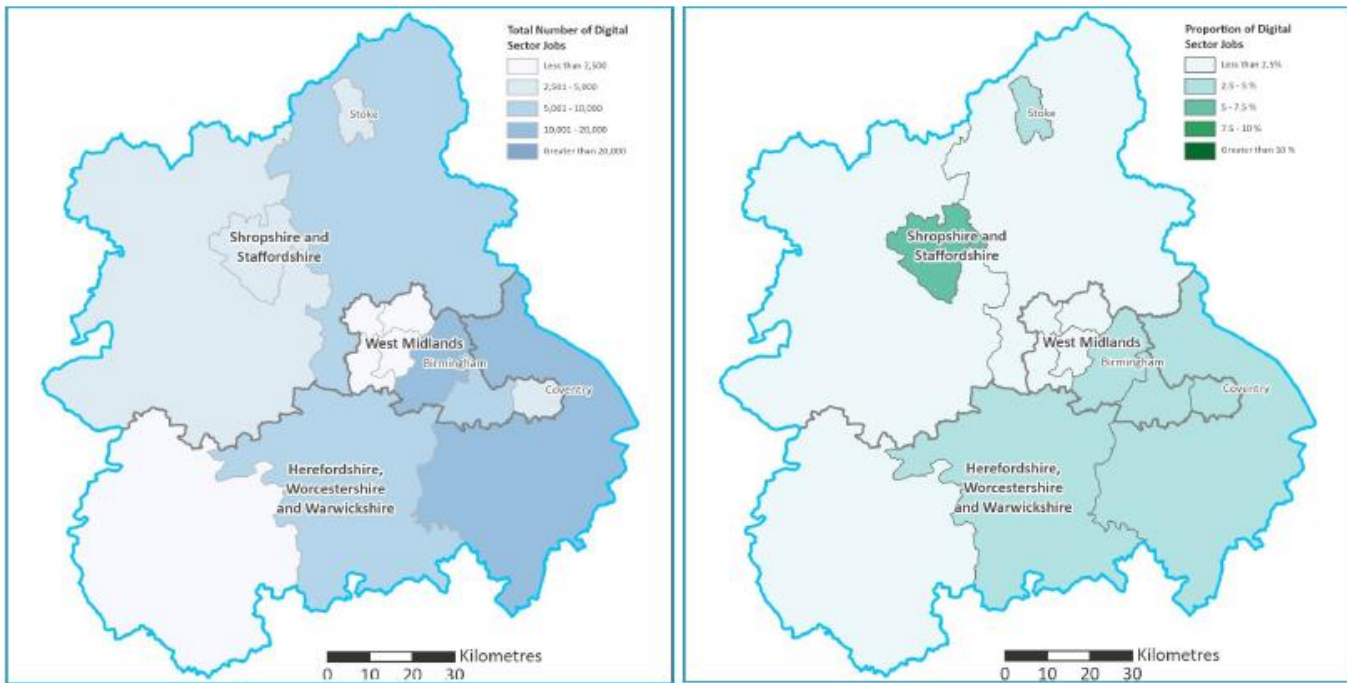 Total Number of Digital
Sector Jobs
Less than 2,500
2,501 - 5,000
5,001 - 10,000
10,001 - 20,000
Greater than 20,000
Stoke
Shropshire and
Staffordshire
West Midlands
Birmingham
Coventry
Herefordshire,
Worcestershire
and Warwickshire
Kilometres
0 10 20 30
Proportion of Digital
Sector Jobs
Less than 2.5%
2.5 - 5 %
5 - 7.5 %
7.5 - 10 %
Greater than 10 %
Stoke
Shropshire and
Staffordshire
West Midlands
Birmingham
Coventry
Herefordshire,
Worcestershire
and Warwickshire
Kilometres
0 10 20 30